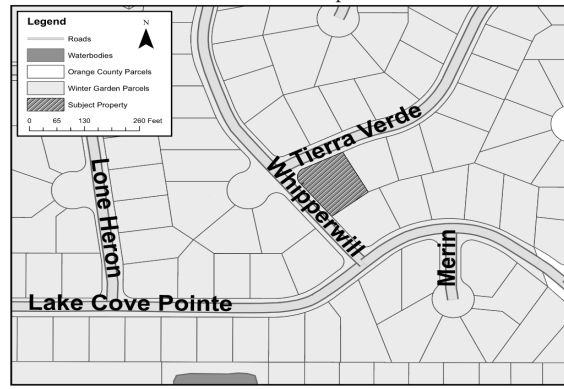 Legend
N
Roads
Waterbodies
Orange County Parcels
Winter Garden Parcels
Subject Property
0 65 130 260 Feet
Tierra Verde
Whipperwill
Lone Heron
Merin
Lake Cove Pointe